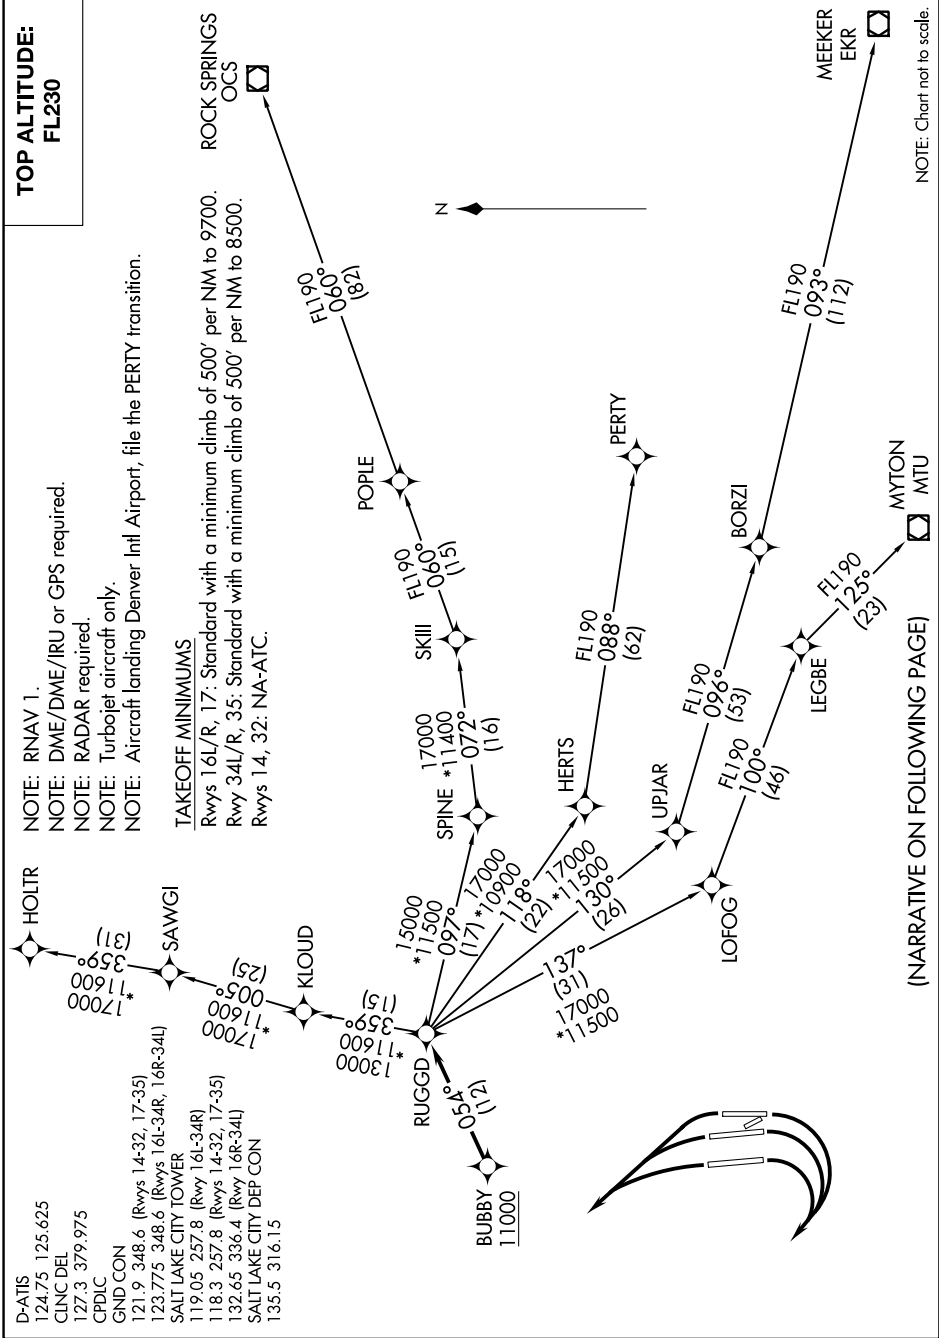 TOP ALTITUDE:
FL230
D-ATIS
124.75 125.625
CLNC DEL
127.3 379.975
CPDLC
GND CON
121.9 348.6 (Rwys 14-32, 17-35)
123.775 348.6 (Rwys 16L-34R, 16R-34L)
SALT LAKE CITY TOWER
119.05 257.8 (Rwy 16L-34R)
118.3 257.8 (Rwys 14-32, 17-35)
132.65 336.4 (Rwy 16R-34L)
SALT LAKE CITY DEP CON
135.5 316.15
NOTE: RNAV 1.
NOTE: DME/DME/IRU or GPS required.
NOTE: RADAR required.
NOTE: Turbojet aircraft only.
NOTE: Aircraft landing Denver Intl Airport, file the PERTY transition.
TAKEOFF MINIMUMS
Rwys 16L/R, 17: Standard with a minimum climb of 500' per NM to 9700.
Rwy 34L/R, 35: Standard with a minimum climb of 500' per NM to 8500.
Rwys 14, 32: NA-ATC.
HOLTR
17000
*11600
359°
(31)
SAWGI
17000
*11600
005°
(25)
KLOUD
13000
*11600
359°
(15)
RUGGD
054°
(12)
BUBBY
11000
15000
*11500
097°
(17)
SPINE
17000
*11400
072°
(16)
SKIII
FL190
060°
(15)
POPLE
FL190
060°
(82)
ROCK SPRINGS
OCS
N
17000
*10900
118°
(22)
HERTS
FL190
088°
(62)
PERTY
17000
*11500
130°
(26)
UPJAR
FL190
096°
(53)
BORZI
FL190
093°
(112)
MEEKER
EKR
137°
(31)
17000
*11500
LOFOG
FL190
100°
(46)
LEGBE
FL190
125°
(23)
MYTON
MTU
(NARRATIVE ON FOLLOWING PAGE)
NOTE: Chart not to scale.